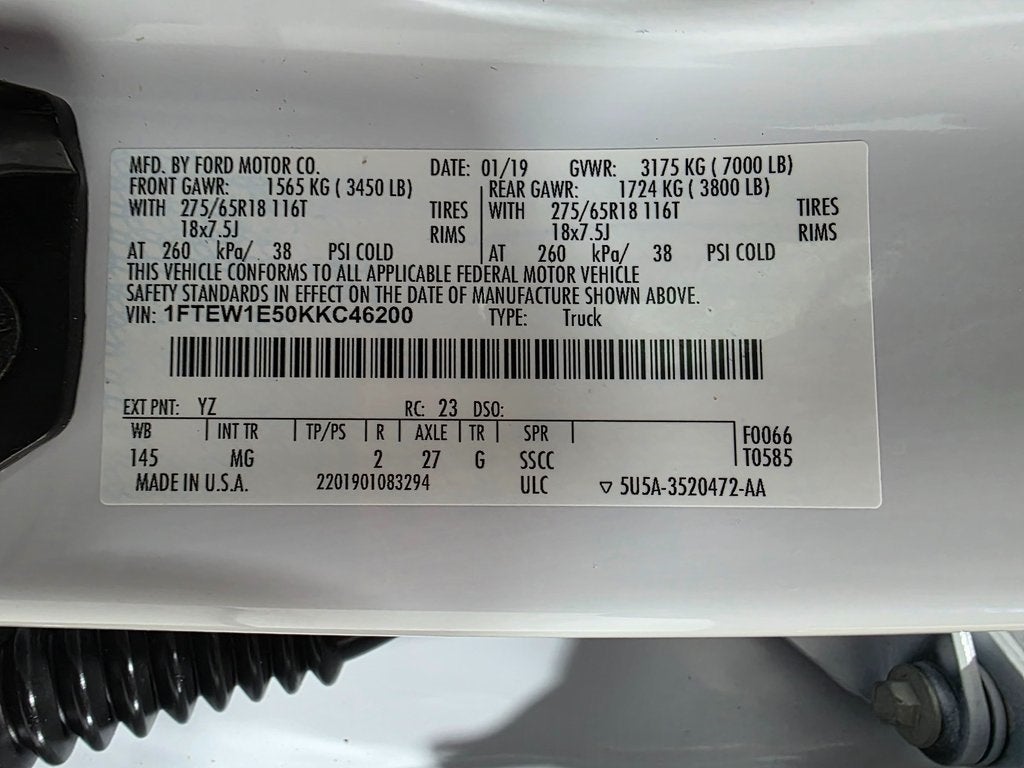 MFD. BY FORD MOTOR CO. DATE: 01/19 GVWR: 3175 KG ( 7000 LB)
FRONT GAWR: 1565 KG ( 3450 LB) REAR GAWR: 1724 KG ( 3800 LB)
WITH 275/65R18 116T TIRES WITH 275/65R18 116T TIRES
18x7.5J RIMS 18x7.5J RIMS
AT 260 kPa/ 38 PSI COLD AT 260 kPa/ 38 PSI COLD
THIS VEHICLE CONFORMS TO ALL APPLICABLE FEDERAL MOTOR VEHICLE
SAFETY STANDARDS IN EFFECT ON THE DATE OF MANUFACTURE SHOWN ABOVE.
VIN: 1FTEW1E50KKC46200 TYPE: Truck
EXT PNT: YZ RC: 23 DSO:
WB INT TR TP/PS R AXLE TR SPR F0066
145 MG 2 27 G SSCC T0585
MADE IN U.S.A. 2201901083294 ULC ▽ 5U5A-3520472-AA